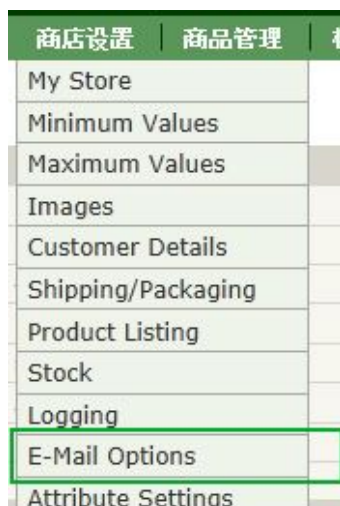 商店设置 商品管理
My Store
Minimum Values
Maximum Values
Images
Customer Details
Shipping/Packaging
Product Listing
Stock
Logging
E-Mail Options
Attribute Settings